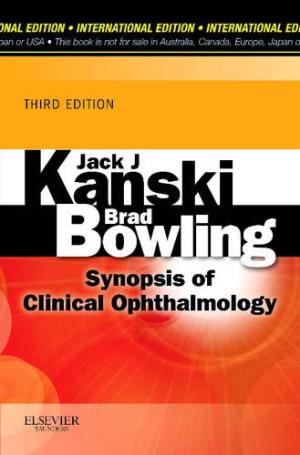 ONAL EDITION • INTERNATIONAL EDITION • INTERNATIONAL EDI
pan or USA • This book is not for sale in Australia, Canada, Europe, Japan o
THIRD EDITION
Jack J
Kanski
Brad
Bowling
Synopsis of
Clinical Ophthalmology
ELSEVIER
SAUNDERS